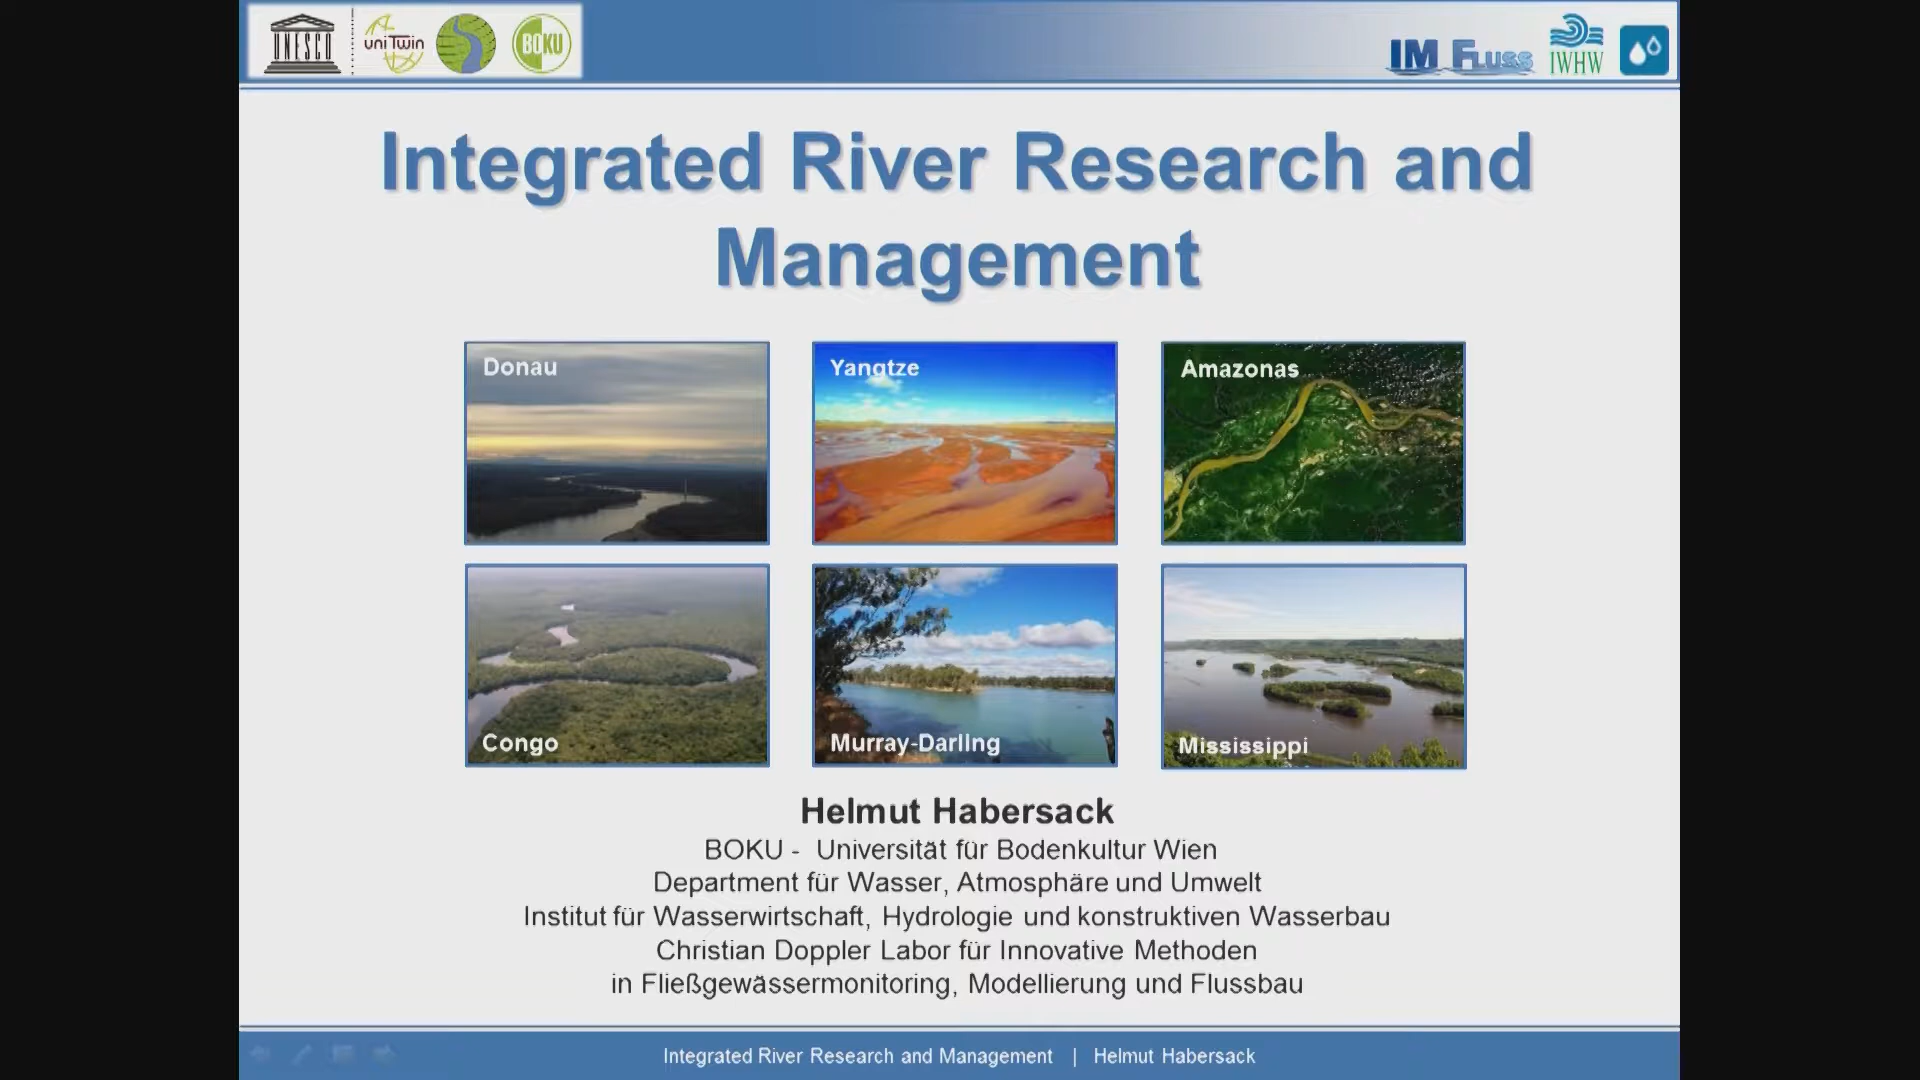 UNESCO
uniTwin
BOKU
IM FLUSS
IWHW
Integrated River Research and
Management
Donau
Yangtze
Amazonas
Congo
Murray-Darling
Mississippi
Helmut Habersack
BOKU - Universität für Bodenkultur Wien
Department für Wasser, Atmosphäre und Umwelt
Institut für Wasserwirtschaft, Hydrologie und konstruktiven Wasserbau
Christian Doppler Labor für Innovative Methoden
in Fließgewässermonitoring, Modellierung und Flussbau
Integrated River Research and Management | Helmut Habersack